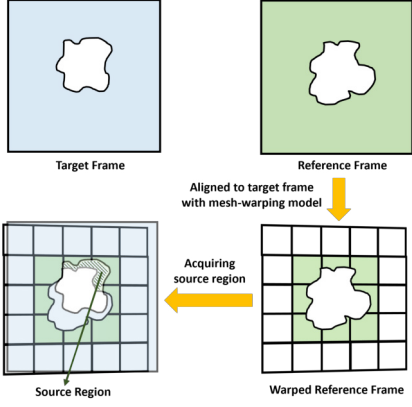 Target Frame
Reference Frame
Aligned to target frame
with mesh-warping model
Acquiring
source region
Source Region
Warped Reference Frame